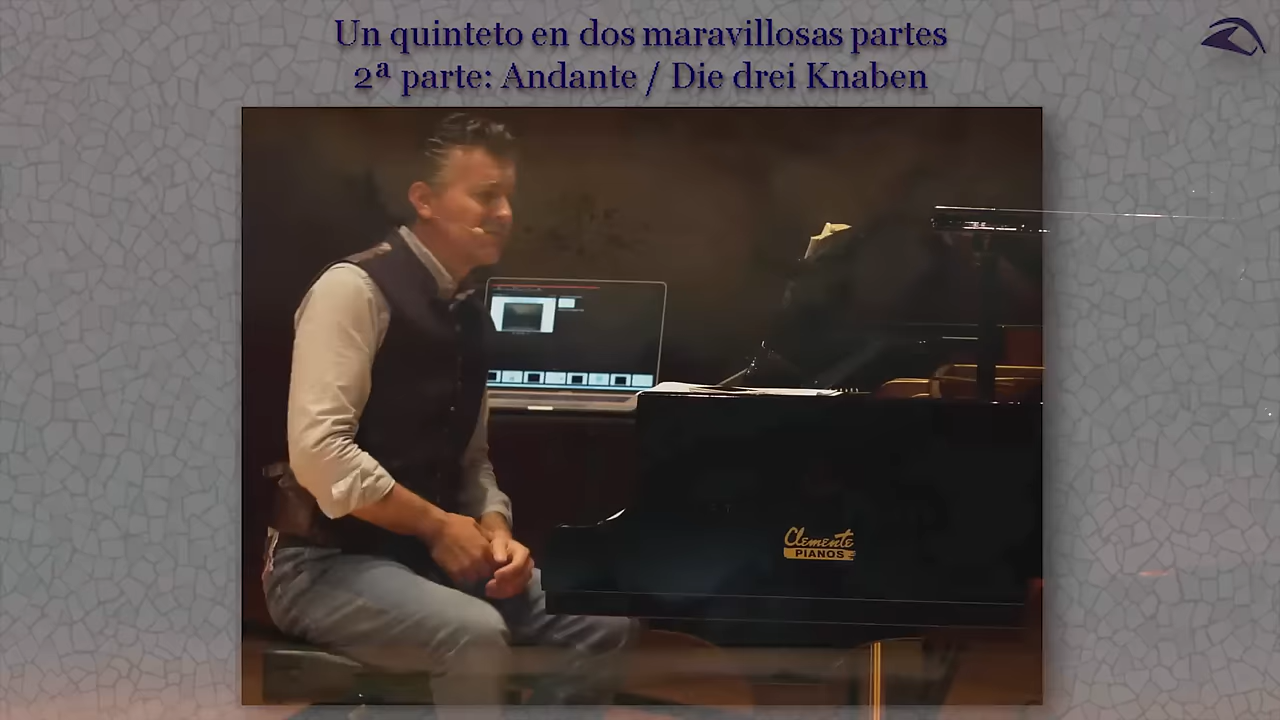 Un quinteto en dos maravillosas partes
2ª parte: Andante / Die drei Knaben
Clemente
PIANOS